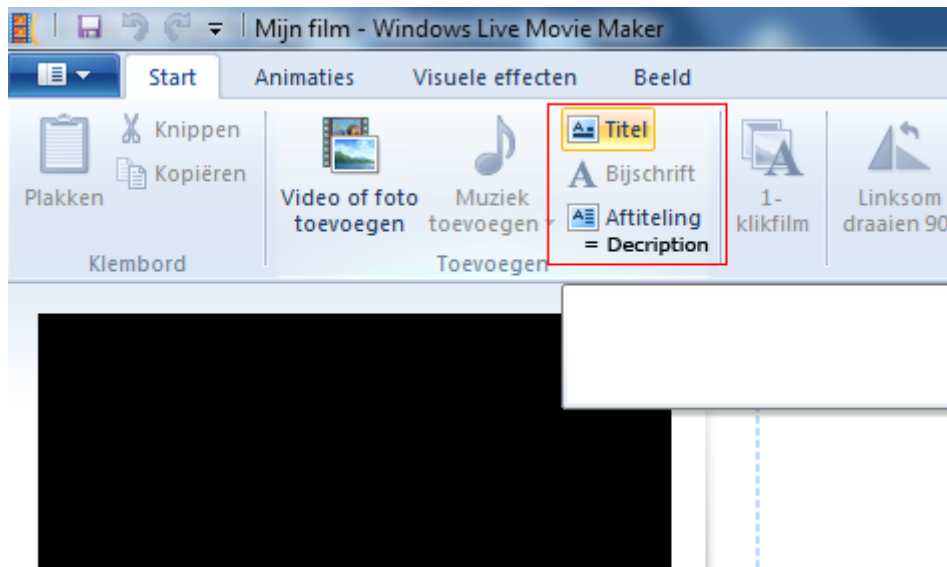 Mijn film - Windows Live Movie Maker
Start Animaties Visuele effecten Beeld
Plakken
Knippen
Kopiëren
Klembord
Video of foto
toevoegen
Muziek
toevoegen
Titel
Bijschrift
Aftiteling
= Decription
Toevoegen
1-
klikfilm
Linksom
draaien 90